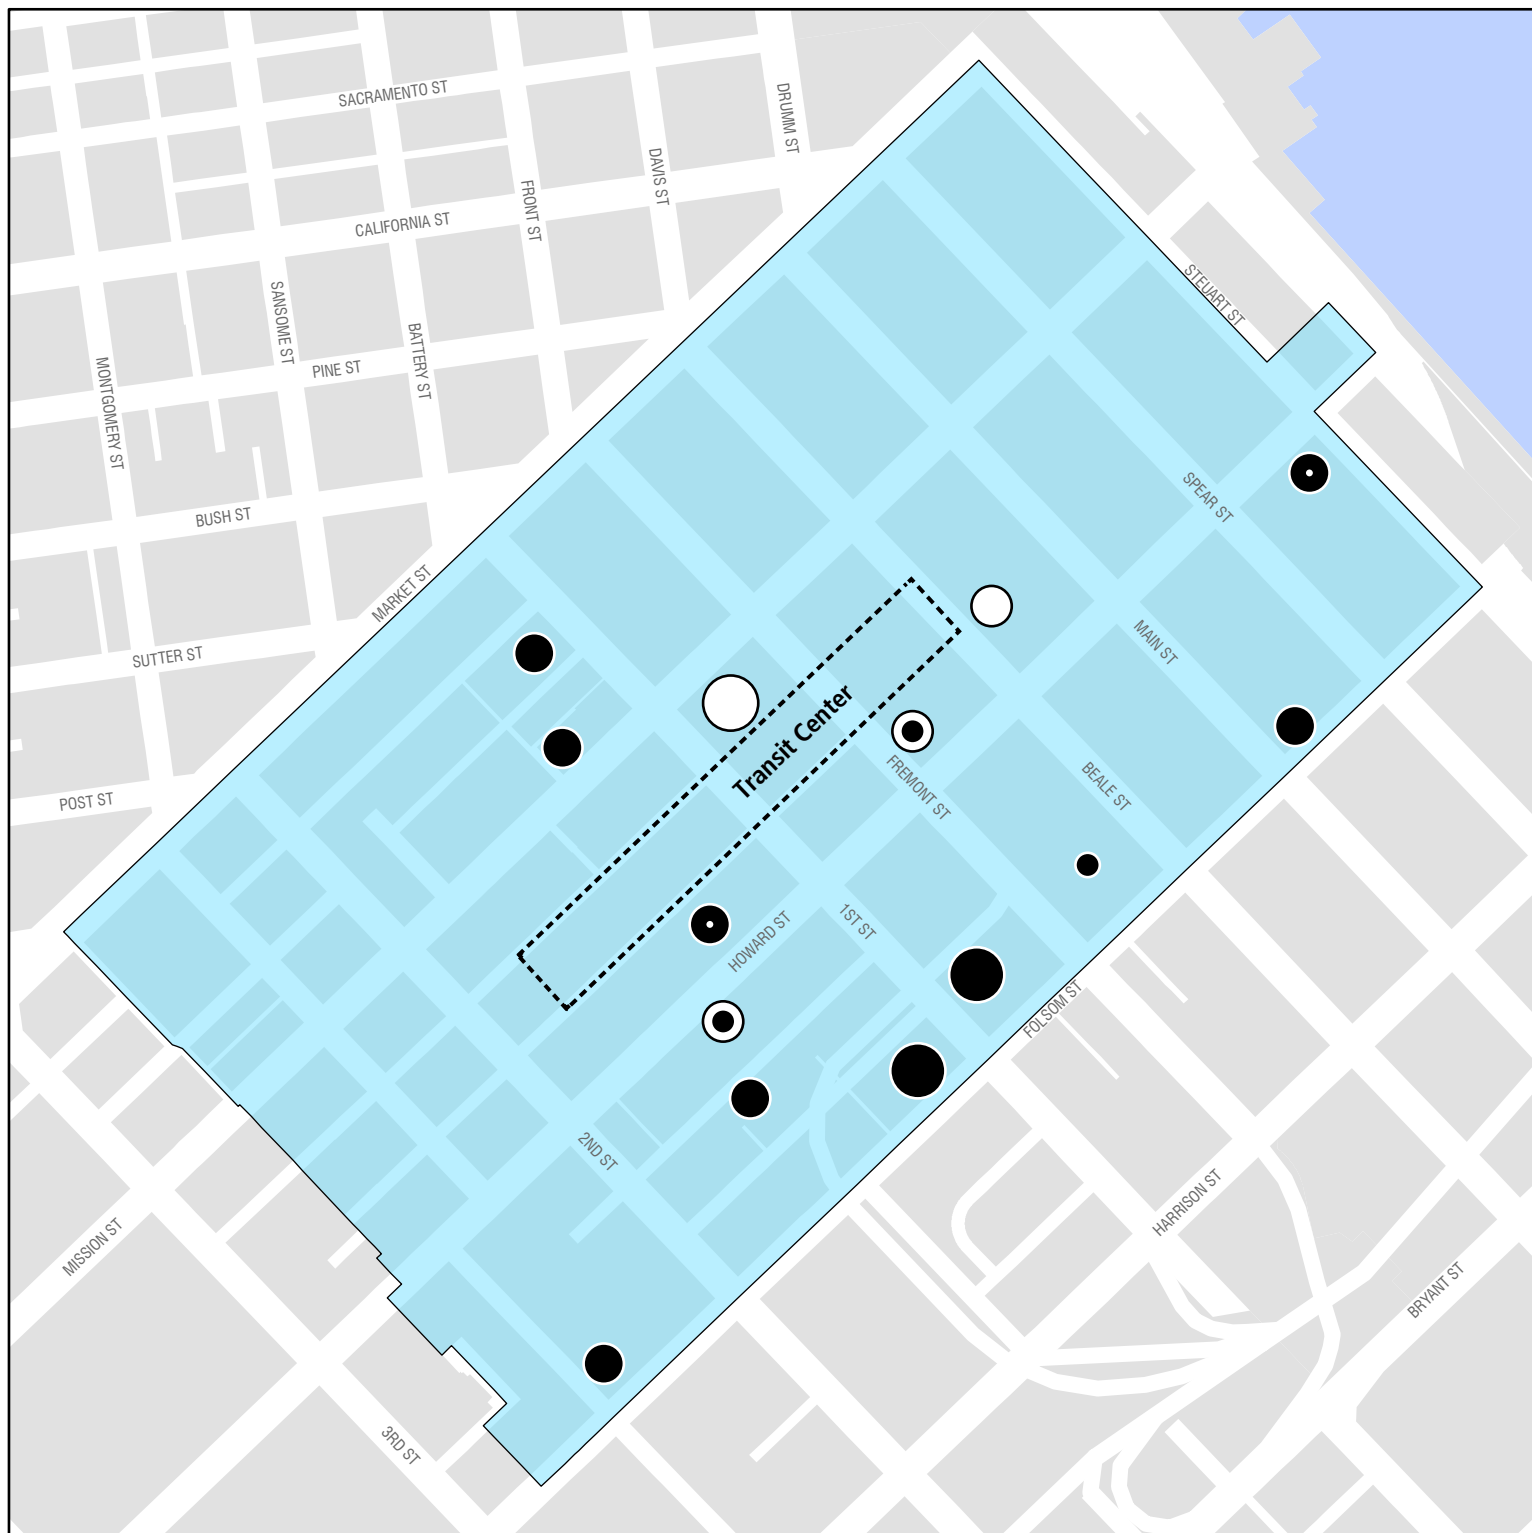 SACRAMENTO ST
DRUMM ST
DAVIS ST
FRONT ST
CALIFORNIA ST
STEUART ST
SANSOME ST
BATTERY ST
PINE ST
MONTGOMERY ST
SPEAR ST
BUSH ST
MARKET ST
MAIN ST
SUTTER ST
Transit Center
BEALE ST
FREMONT ST
POST ST
1ST ST
HOWARD ST
FOLSOM ST
2ND ST
HARRISON ST
MISSION ST
BRYANT ST
3RD ST